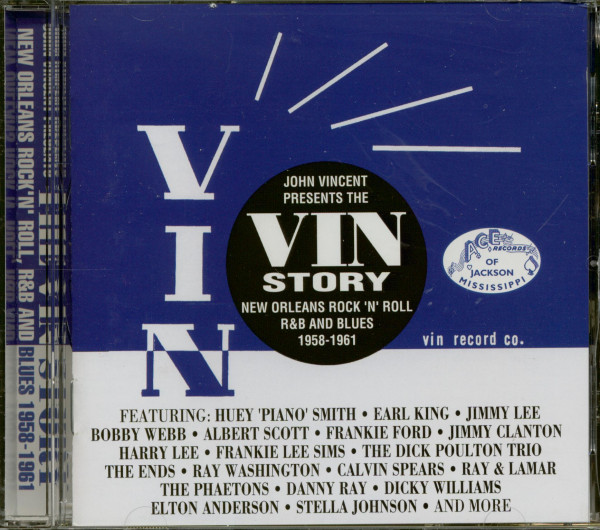 NEW ORLEANS ROCK 'N' ROLL, R&B AND BLUES 1958-1961
THE VIN STORY
VIN
JOHN VINCENT
PRESENTS THE
VIN
STORY
NEW ORLEANS ROCK 'N' ROLL
R&B AND BLUES
1958-1961
ACE
RECORDS
OF
JACKSON
MISSISSIPPI
vin record co.
FEATURING: HUEY 'PIANO' SMITH • EARL KING • JIMMY LEE
BOBBY WEBB • ALBERT SCOTT • FRANKIE FORD • JIMMY CLANTON
HARRY LEE • FRANKIE LEE SIMS • THE DICK POULTON TRIO
THE ENDS • RAY WASHINGTON • CALVIN SPEARS • RAY & LAMAR
THE PHAETONS • DANNY RAY • DICKY WILLIAMS
ELTON ANDERSON • STELLA JOHNSON • AND MORE